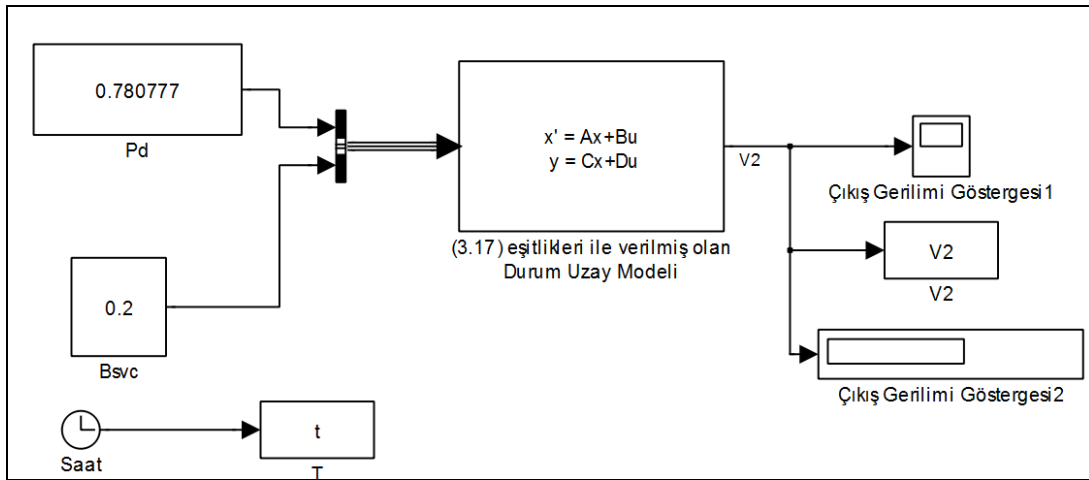 0.780777
Pd
0.2
Bsvc
Saat
t
T
x' = Ax+Bu
y = Cx+Du
(3.17) eşitlikleri ile verilmiş olan
Durum Uzay Modeli
V2
Çıkış Gerilimi Göstergesi1
V2
V2
Çıkış Gerilimi Göstergesi2